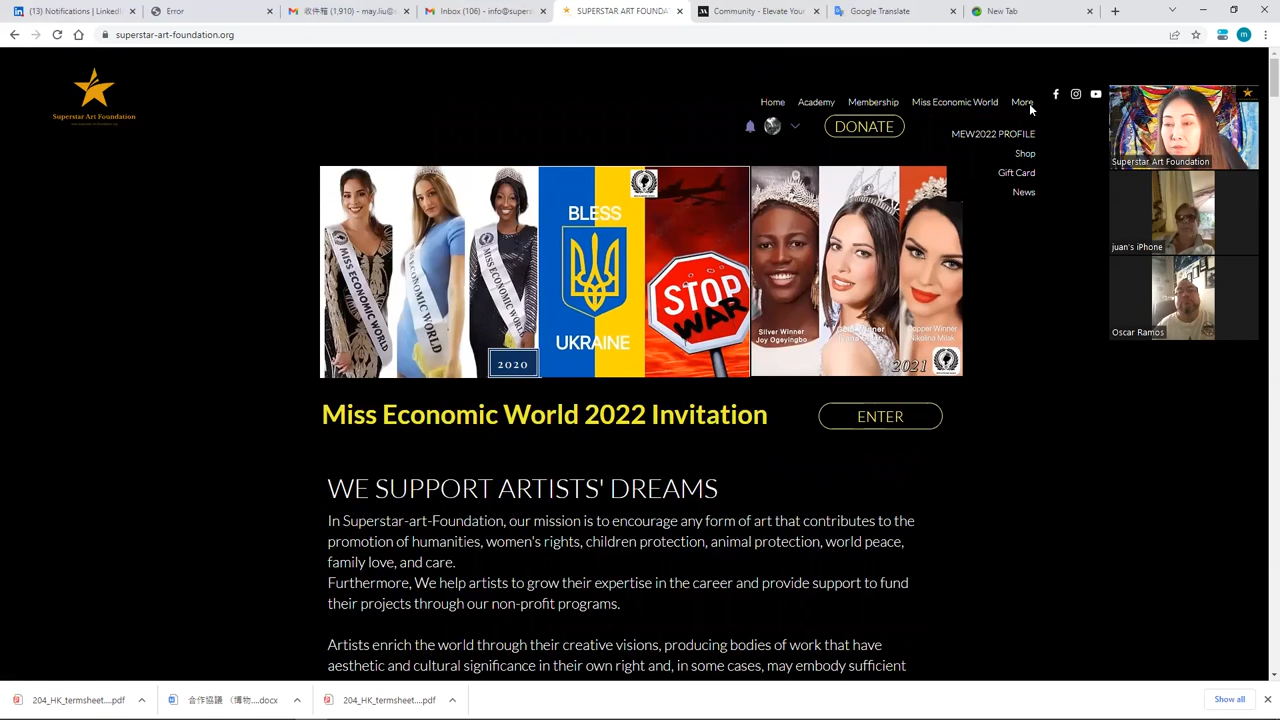 (13) Notifications | LinkedI
Error
收件箱 (1,910) - may.liu@s
Inbox (106) - info@supers
SUPERSTAR ART FOUNDA
Community - Elevate Your
Google Translate
New Tab
superstar-art-foundation.org
m
Superstar Art Foundation
Home
Academy
Membership
Miss Economic World
More
DONATE
MEW2022 PROFILE
Shop
Gift Card
News
Superstar Art Foundation
juan's iPhone
Oscar Ramos
MISS ECONOMIC WORLD
ECONOMIC WORLD
2020
BLESS
UKRAINE
STOP
WAR
Silver Winner
Joy Ogeyingbo
Winner
Copper Winner
Nikolina Milak
2021
Miss Economic World 2022 Invitation
ENTER
WE SUPPORT ARTISTS' DREAMS
In Superstar-art-Foundation, our mission is to encourage any form of art that contributes to the
promotion of humanities, women's rights, children protection, animal protection, world peace,
family love, and care.
Furthermore, We help artists to grow their expertise in the career and provide support to fund
their projects through our non-profit programs.
Artists enrich the world through their creative visions, producing bodies of work that have
aesthetic and cultural significance in their own right and, in some cases, may embody sufficient
204_HK_termsheet....pdf
合作協議 （博物....docx
204_HK_termsheet....pdf
Show all